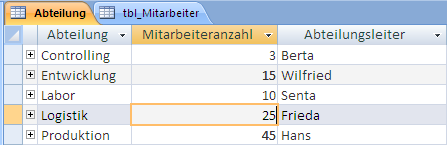 Abteilung tbl_Mitarbeiter
Abteilung Mitarbeiteranzahl Abteilungsleiter
Controlling 3 Berta
Entwicklung 15 Wilfried
Labor 10 Senta
Logistik 25 Frieda
Produktion 45 Hans